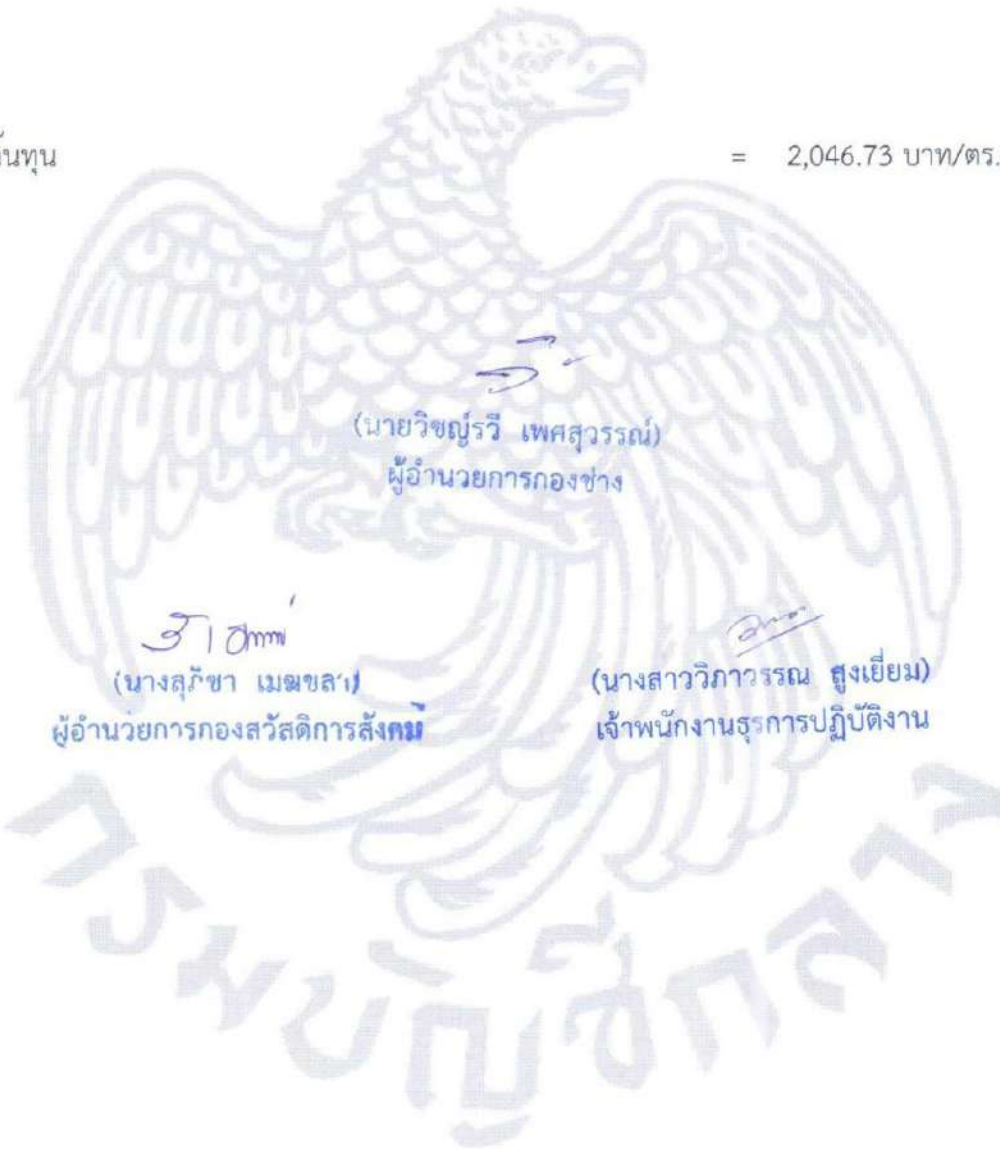 ต้นทุน = 2,046.73 บาท/ตร.
(นายวิชญ์รวี เพศสุวรรณ์)
ผู้อำนวยการกองช่าง
(นางสุภิชา เมฆขลา)
ผู้อำนวยการกองสวัสดิการสังคม
(นางสาววิภาวรรณ สูงเยี่ยม)
เจ้าพนักงานธุรการปฏิบัติงาน
กรมบัญชีกลาง